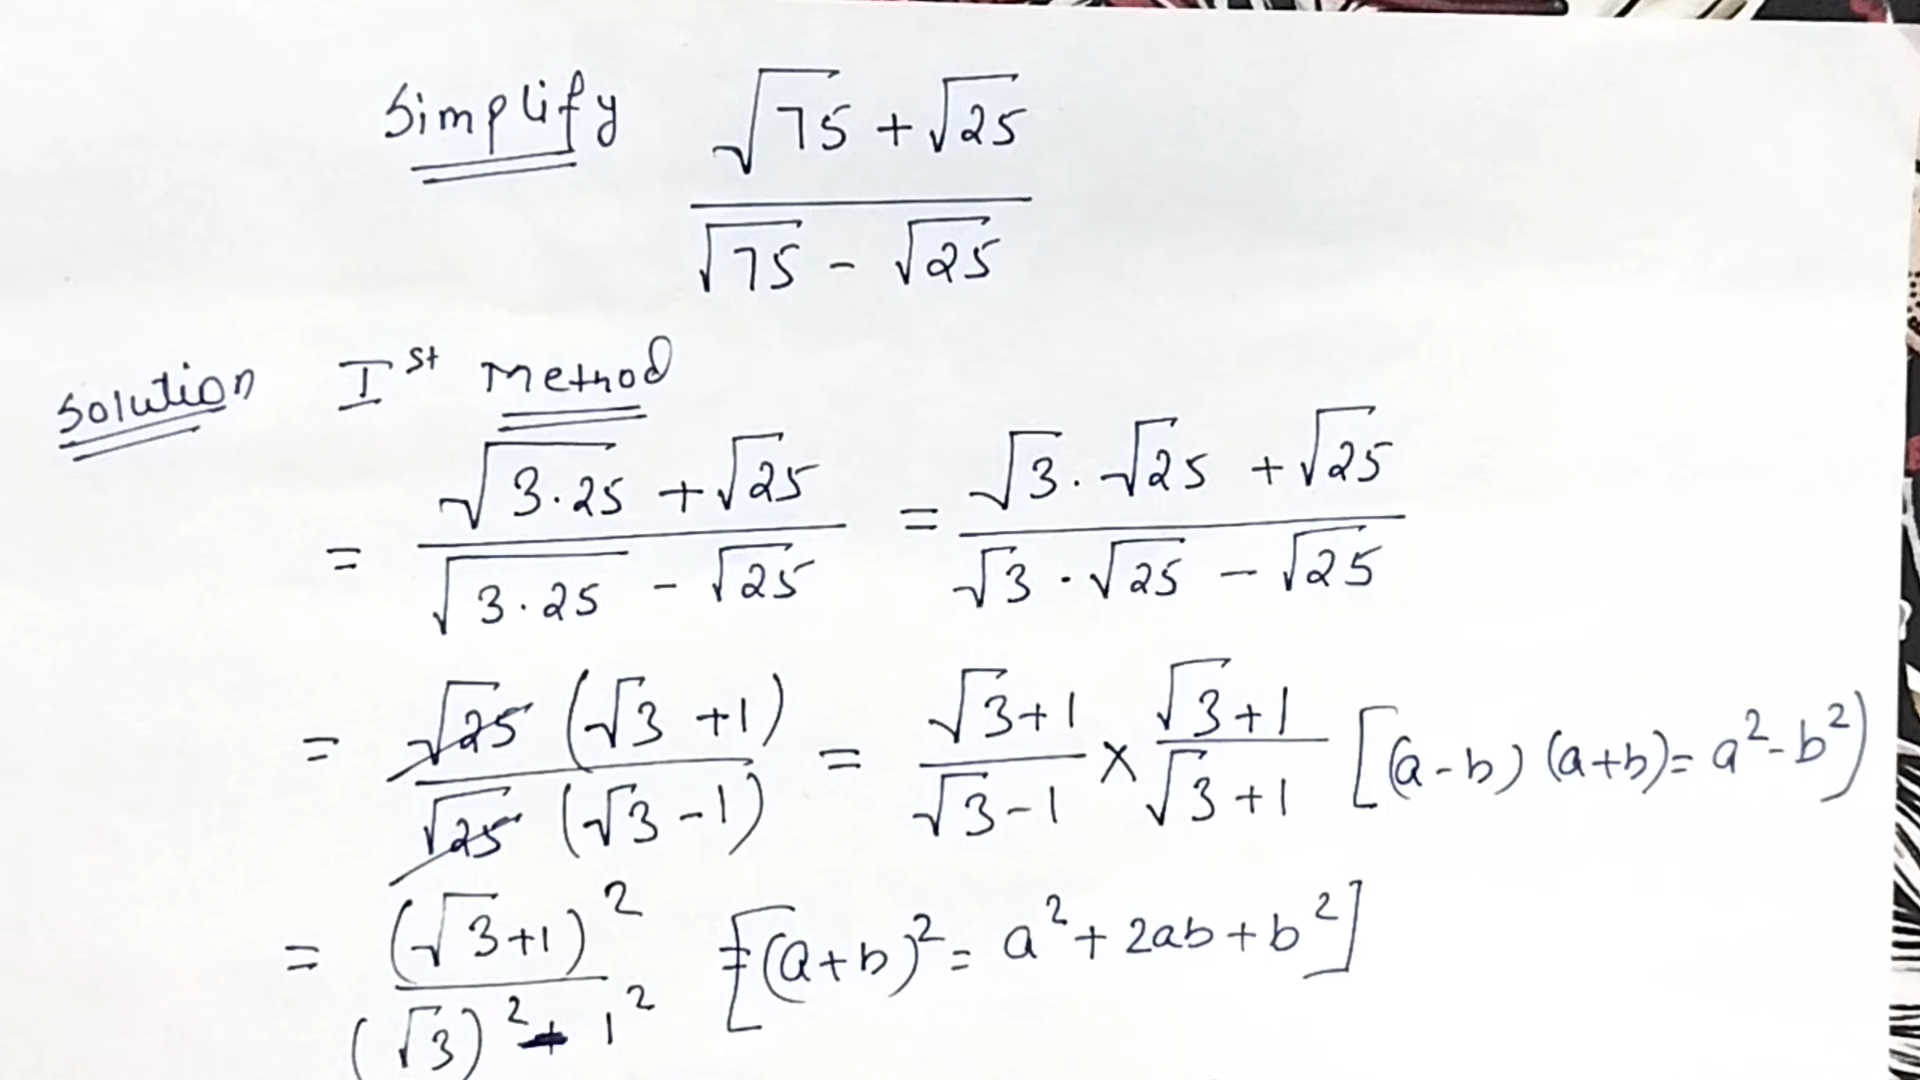 Simplify (√75 + √25) / (√75 - √25)
Solution Ist Method
= (√(3·25) + √25) / (√(3·25) - √25) = (√3·√25 + √25) / (√3·√25 - √25)
= √25 (√3 + 1) / √25 (√3 - 1) = (√3+1) / (√3-1) × (√3+1) / (√3+1) [(a-b) (a+b) = a²-b²)
= (√3+1)² / (√3)² - 1² [(a+b)² = a² + 2ab + b²]